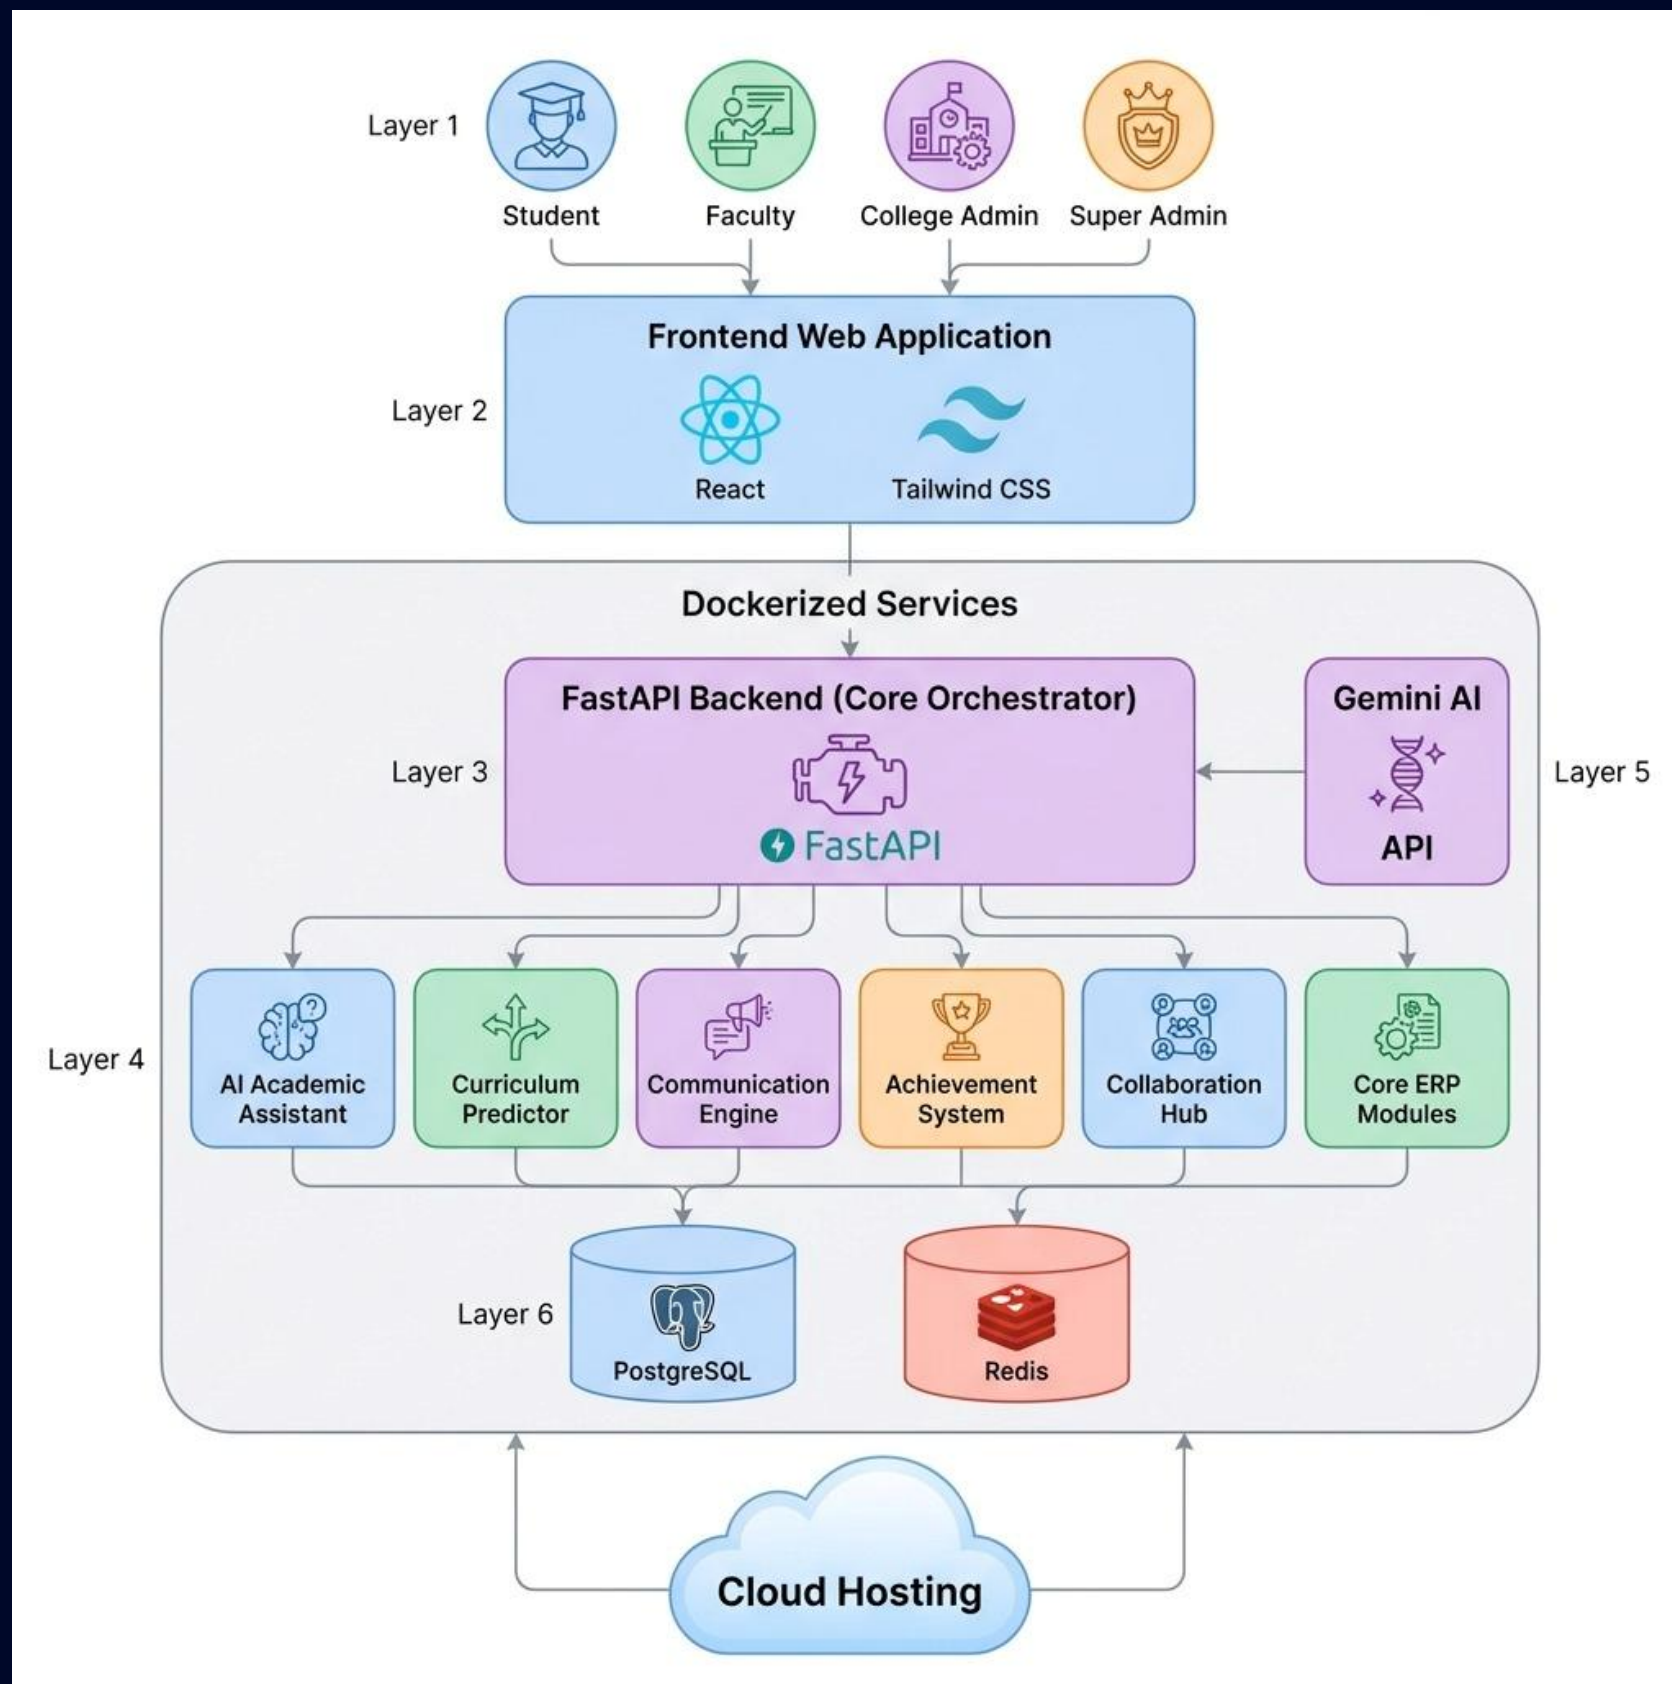 Layer 1
Student
Faculty
College Admin
Super Admin
Frontend Web Application
Layer 2
React
Tailwind CSS
Dockerized Services
FastAPI Backend (Core Orchestrator)
Gemini AI
Layer 3
Layer 5
FastAPI
API
?
Layer 4
AI Academic
Assistant
Curriculum
Predictor
Communication
Engine
Achievement
System
Collaboration
Hub
Core ERP
Modules
Layer 6
PostgreSQL
Redis
Cloud Hosting